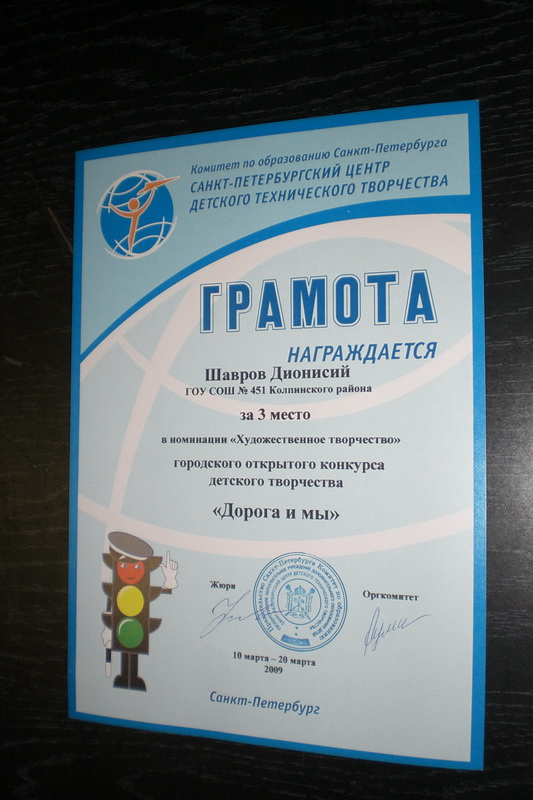 Комитет по образованию Санкт-Петербурга
САНКТ-ПЕТЕРБУРГСКИЙ ЦЕНТР
ДЕТСКОГО ТЕХНИЧЕСКОГО ТВОРЧЕСТВА
ГРАМОТА
НАГРАЖДАЕТСЯ
Шавров Дионисий
ГОУ СОШ № 451 Колпинского района
за 3 место
в номинации «Художественное творчество»
городского открытого конкурса
детского творчества
«Дорога и мы»
Жюри
Оргкомитет
10 марта – 20 марта
2009
Санкт-Петербург